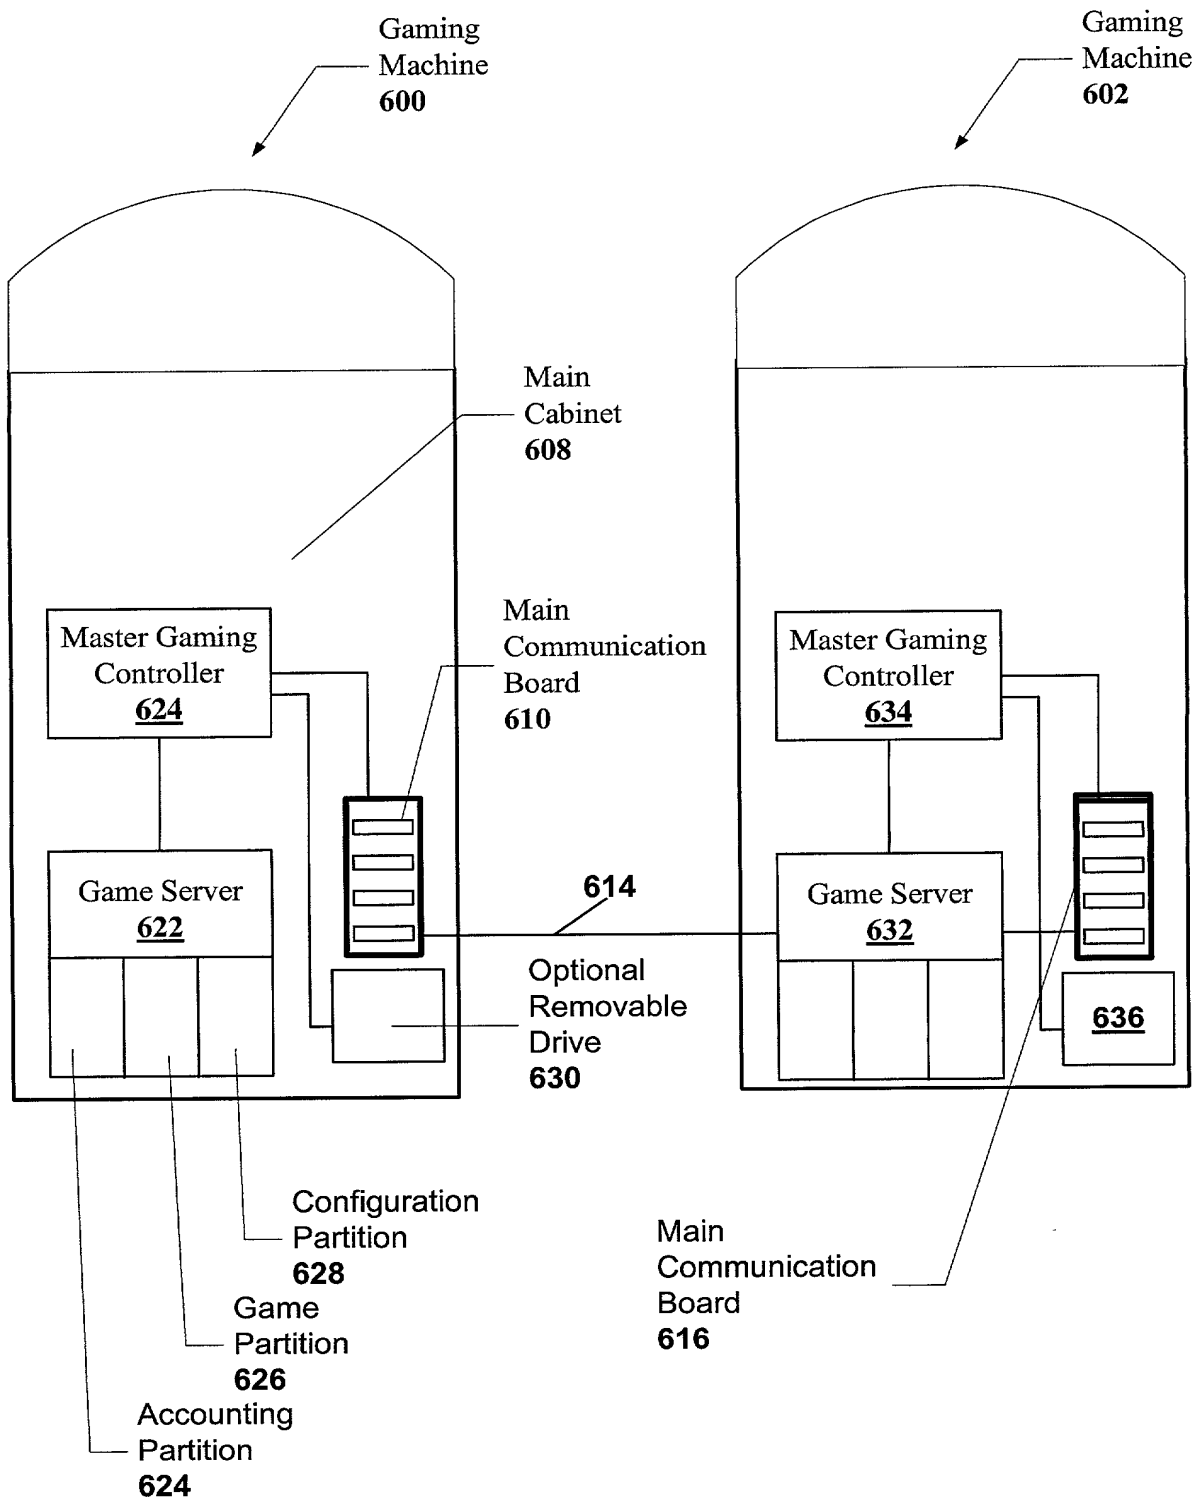 Gaming
Machine
600
Gaming
Machine
602
Main
Cabinet
608
Main
Communication
Board
610
Master Gaming
Controller
624
Master Gaming
Controller
634
Game Server
622
614
Game Server
632
Optional
Removable
Drive
630
636
Configuration
Partition
628
Game
Partition
626
Accounting
Partition
624
Main
Communication
Board
616